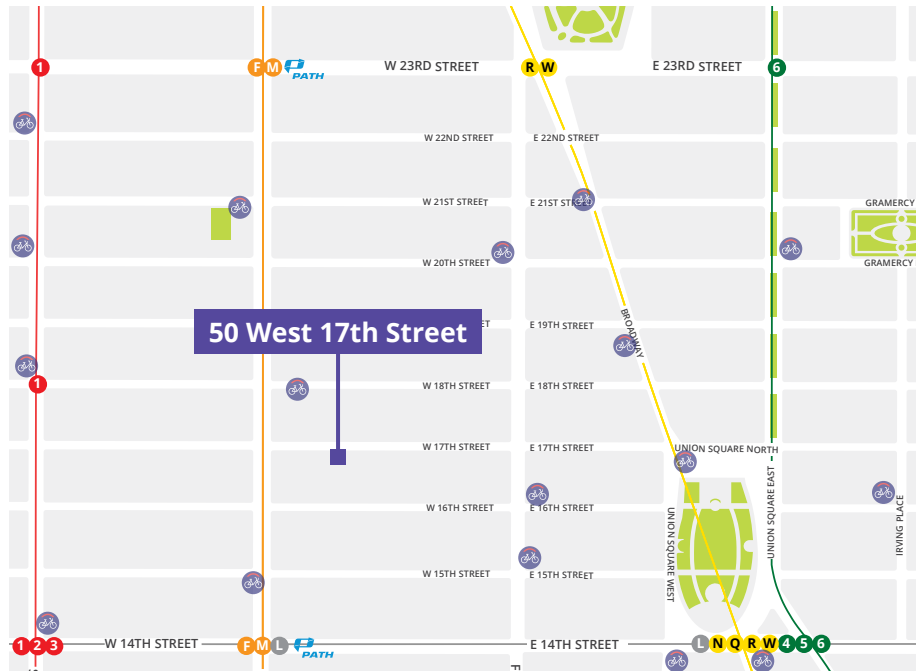 1
F M PATH
W 23RD STREET
R W
E 23RD STREET
6
W 22ND STREET
E 22ND STREET
W 21ST STREET
E 21ST
GRAMERCY
W 20TH STREET
GRAMERCY
50 West 17th Street
E 19TH STREET
BROADWAY
1
W 18TH STREET
E 18TH STREET
W 17TH STREET
E 17TH STREET
UNION SQUARE NORTH
W 16TH STREET
E 16TH STREET
UNION SQUARE WEST
UNION SQUARE EAST
IRVING PLACE
W 15TH STREET
E 15TH STREET
1 2 3
W 14TH STREET
F M L PATH
E 14TH STREET
L N Q R W 4 5 6